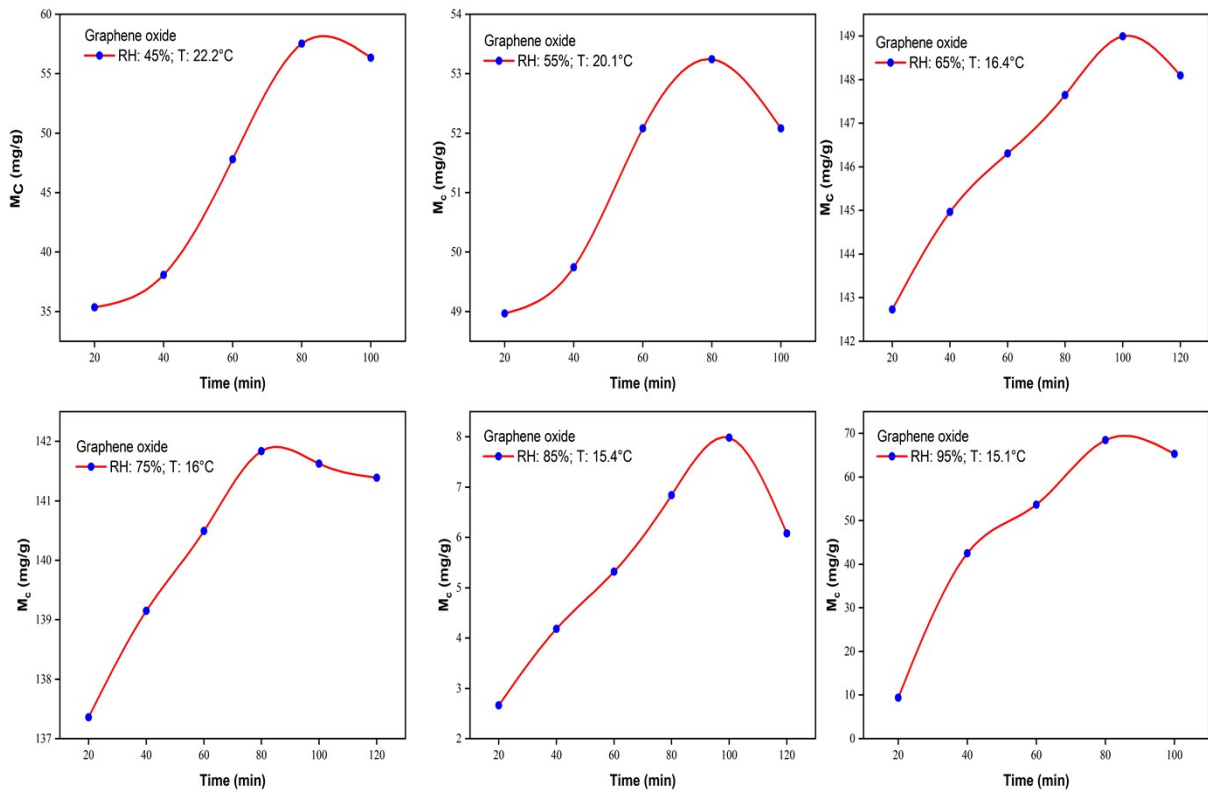 Graphene oxide
RH: 45%; T: 22.2°C
60
55
50
45
40
35
M_C (mg/g)
20 40 60 80 100
Time (min)
Graphene oxide
RH: 55%; T: 20.1°C
54
53
52
51
50
49
M_c (mg/g)
20 40 60 80 100
Time (min)
Graphene oxide
RH: 65%; T: 16.4°C
149
148
147
146
145
144
143
142
M_C (mg/g)
20 40 60 80 100 120
Time (min)
Graphene oxide
RH: 75%; T: 16°C
142
141
140
139
138
137
M_c (mg/g)
20 40 60 80 100 120
Time (min)
Graphene oxide
RH: 85%; T: 15.4°C
8
7
6
5
4
3
2
M_c (mg/g)
20 40 60 80 100 120
Time (min)
Graphene oxide
RH: 95%; T: 15.1°C
70
60
50
40
30
20
10
0
M_c (mg/g)
20 40 60 80 100
Time (min)